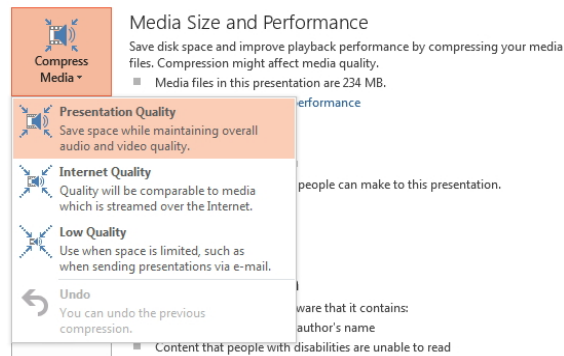 Media Size and Performance
Save disk space and improve playback performance by compressing your media
files. Compression might affect media quality.
Media files in this presentation are 234 MB.
performance
Compress
Media
Presentation Quality
Save space while maintaining overall
audio and video quality.
Internet Quality
Quality will be comparable to media
which is streamed over the Internet.
people can make to this presentation.
Low Quality
Use when space is limited, such as
when sending presentations via e-mail.
Undo
You can undo the previous
compression.
ware that it contains:
author's name
Content that people with disabilities are unable to read